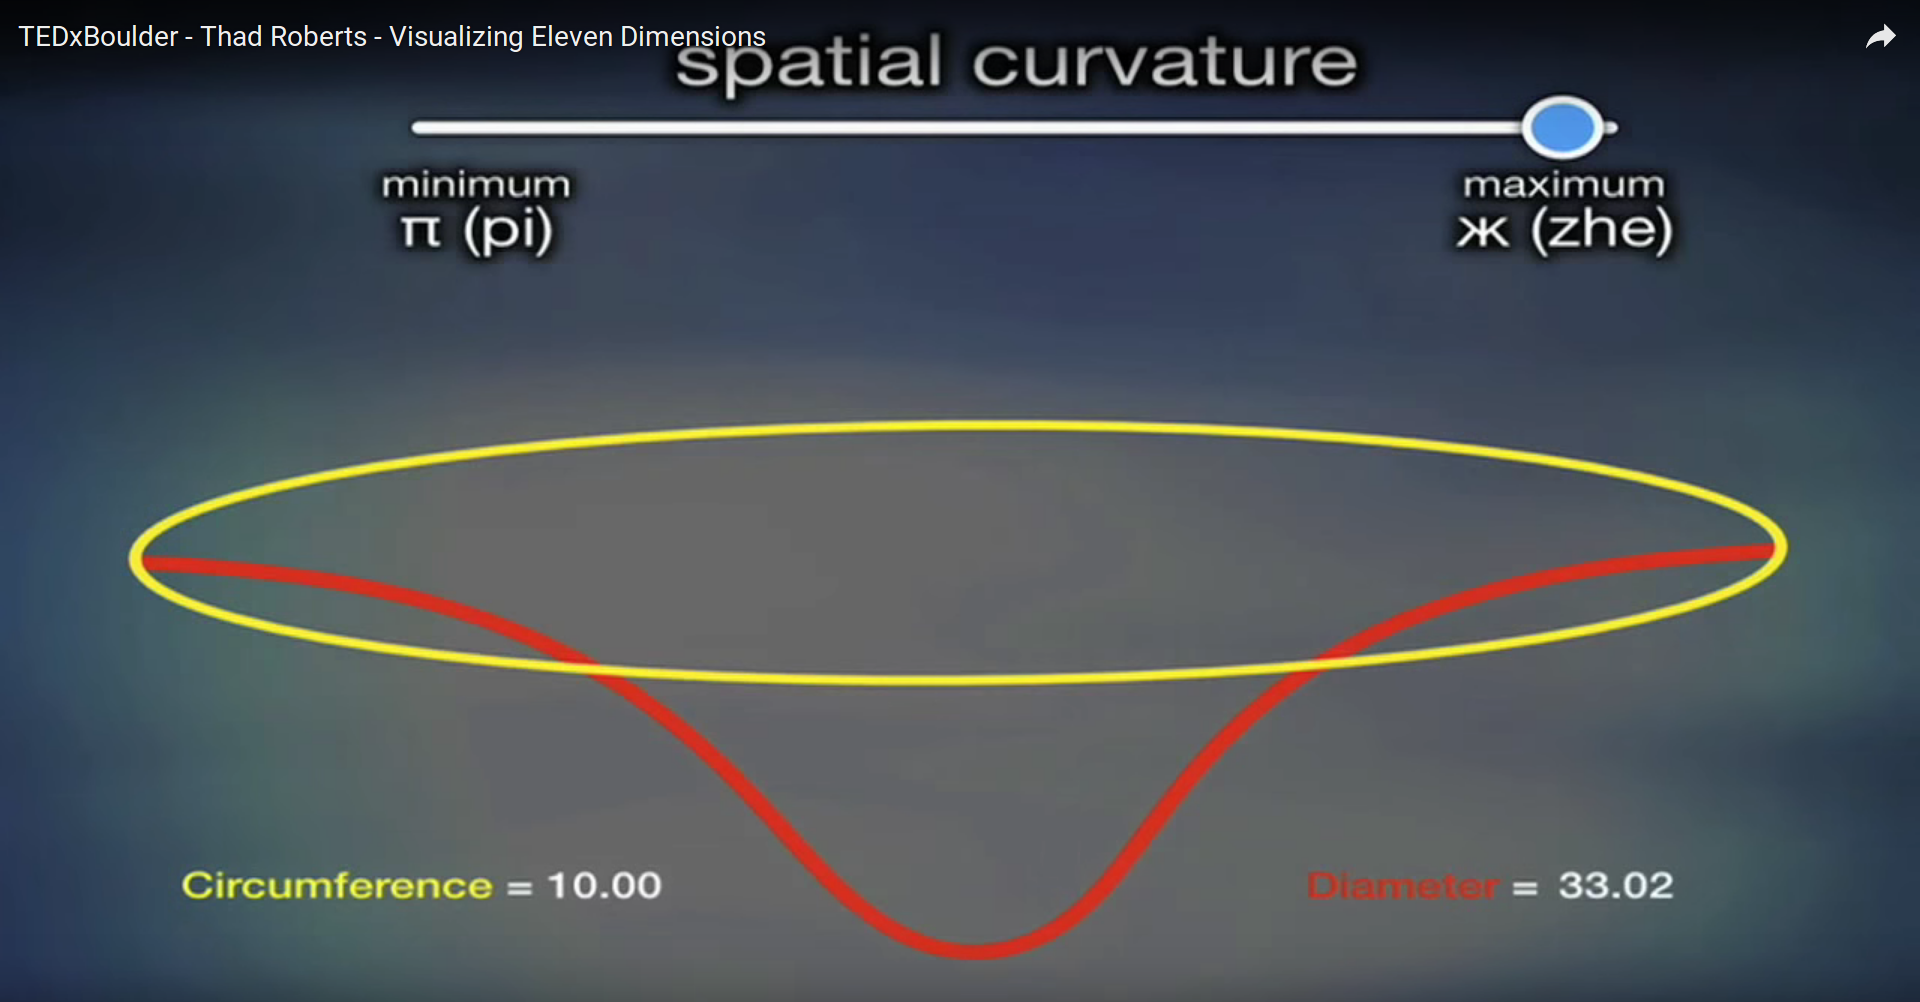 TEDxBoulder - Thad Roberts - Visualizing Eleven Dimensions
spatial curvature
minimum
π (pi)
maximum
ж (zhe)
Circumference = 10.00
Diameter = 33.02